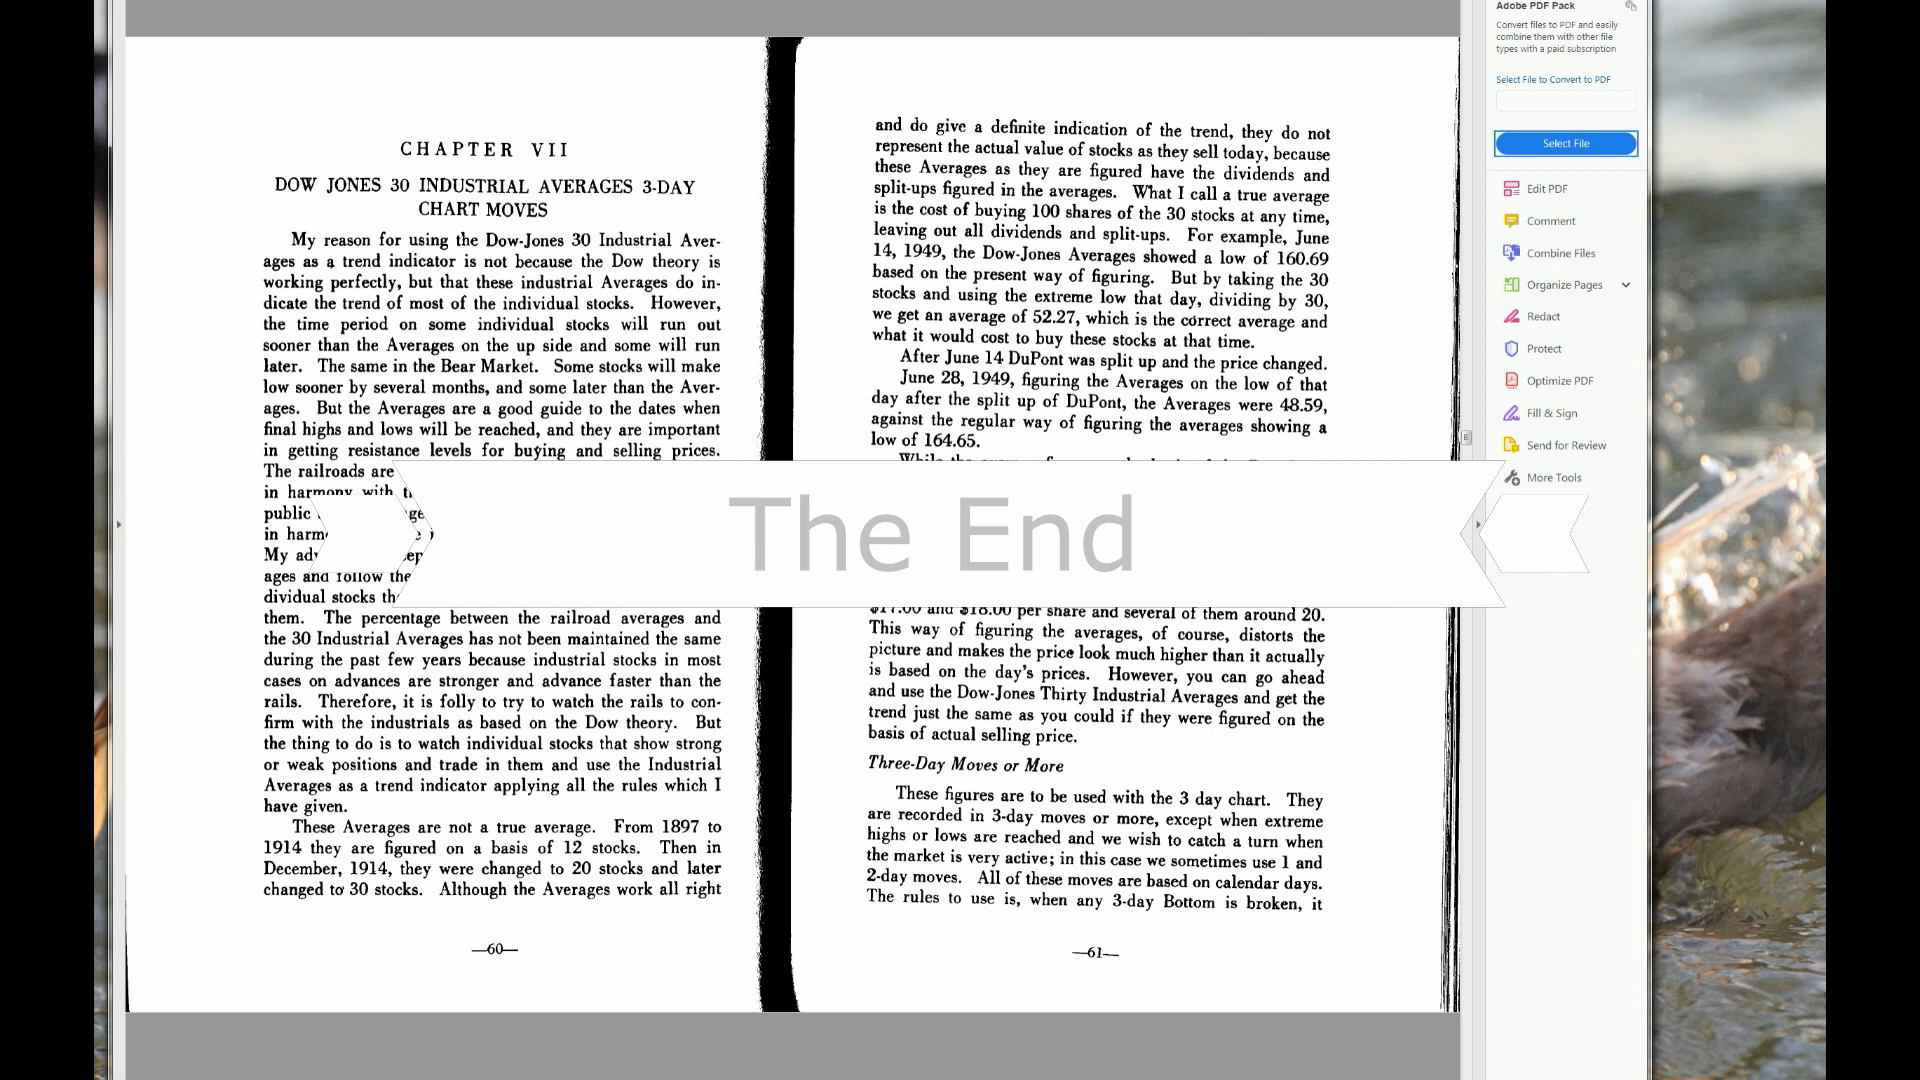 CHAPTER VII
DOW JONES 30 INDUSTRIAL AVERAGES 3-DAY
CHART MOVES
My reason for using the Dow-Jones 30 Industrial Aver-
ages as a trend indicator is not because the Dow theory is
working perfectly, but that these industrial Averages do in-
dicate the trend of most of the individual stocks. However,
the time period on some individual stocks will run out
sooner than the Averages on the up side and some will run
later. The same in the Bear Market. Some stocks will make
low sooner by several months, and some later than the Aver-
ages. But the Averages are a good guide to the dates when
final highs and lows will be reached, and they are important
in getting resistance levels for buying and selling prices.
The railroads are
in harmony with
public
in harm
My adv
ages and follow the
dividual stocks th
them. The percentage between the railroad averages and
the 30 Industrial Averages has not been maintained the same
during the past few years because industrial stocks in most
cases on advances are stronger and advance faster than the
rails. Therefore, it is folly to try to watch the rails to con-
firm with the industrials as based on the Dow theory. But
the thing to do is to watch individual stocks that show strong
or weak positions and trade in them and use the Industrial
Averages as a trend indicator applying all the rules which I
have given.
These Averages are not a true average. From 1897 to
1914 they are figured on a basis of 12 stocks. Then in
December, 1914, they were changed to 20 stocks and later
changed to 30 stocks. Although the Averages work all right
—60—
and do give a definite indication of the trend, they do not
represent the actual value of stocks as they sell today, because
these Averages as they are figured have the dividends and
split-ups figured in the averages. What I call a true average
is the cost of buying 100 shares of the 30 stocks at any time,
leaving out all dividends and split-ups. For example, June
14, 1949, the Dow-Jones Averages showed a low of 160.69
based on the present way of figuring. But by taking the 30
stocks and using the extreme low that day, dividing by 30,
we get an average of 52.27, which is the correct average and
what it would cost to buy these stocks at that time.
After June 14 DuPont was split up and the price changed.
June 28, 1949, figuring the Averages on the low of that
day after the split up of DuPont, the Averages were 48.59,
against the regular way of figuring the averages showing a
low of 164.65.
While the
The End
$17.00 and $18.00 per share and several of them around 20.
This way of figuring the averages, of course, distorts the
picture and makes the price look much higher than it actually
is based on the day's prices. However, you can go ahead
and use the Dow-Jones Thirty Industrial Averages and get the
trend just the same as you could if they were figured on the
basis of actual selling price.
Three-Day Moves or More
These figures are to be used with the 3 day chart. They
are recorded in 3-day moves or more, except when extreme
highs or lows are reached and we wish to catch a turn when
the market is very active; in this case we sometimes use 1 and
2-day moves. All of these moves are based on calendar days.
The rules to use is, when any 3-day Bottom is broken, it
—61—
Adobe PDF Pack
Convert files to PDF and easily
combine them with other file
types with a paid subscription
Select File to Convert to PDF
Select File
Edit PDF
Comment
Combine Files
Organize Pages
Redact
Protect
Optimize PDF
Fill & Sign
Send for Review
More Tools